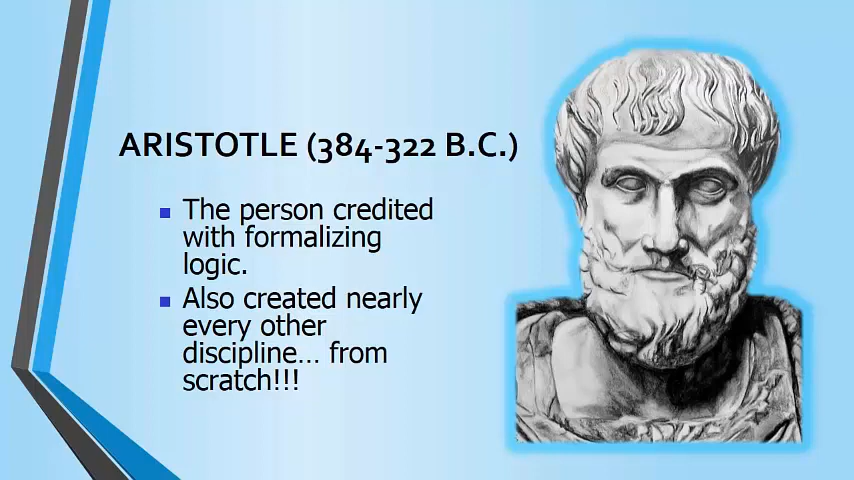 ARISTOTLE (384-322 B.C.)
The person credited
with formalizing
logic.
Also created nearly
every other
discipline... from
scratch!!!